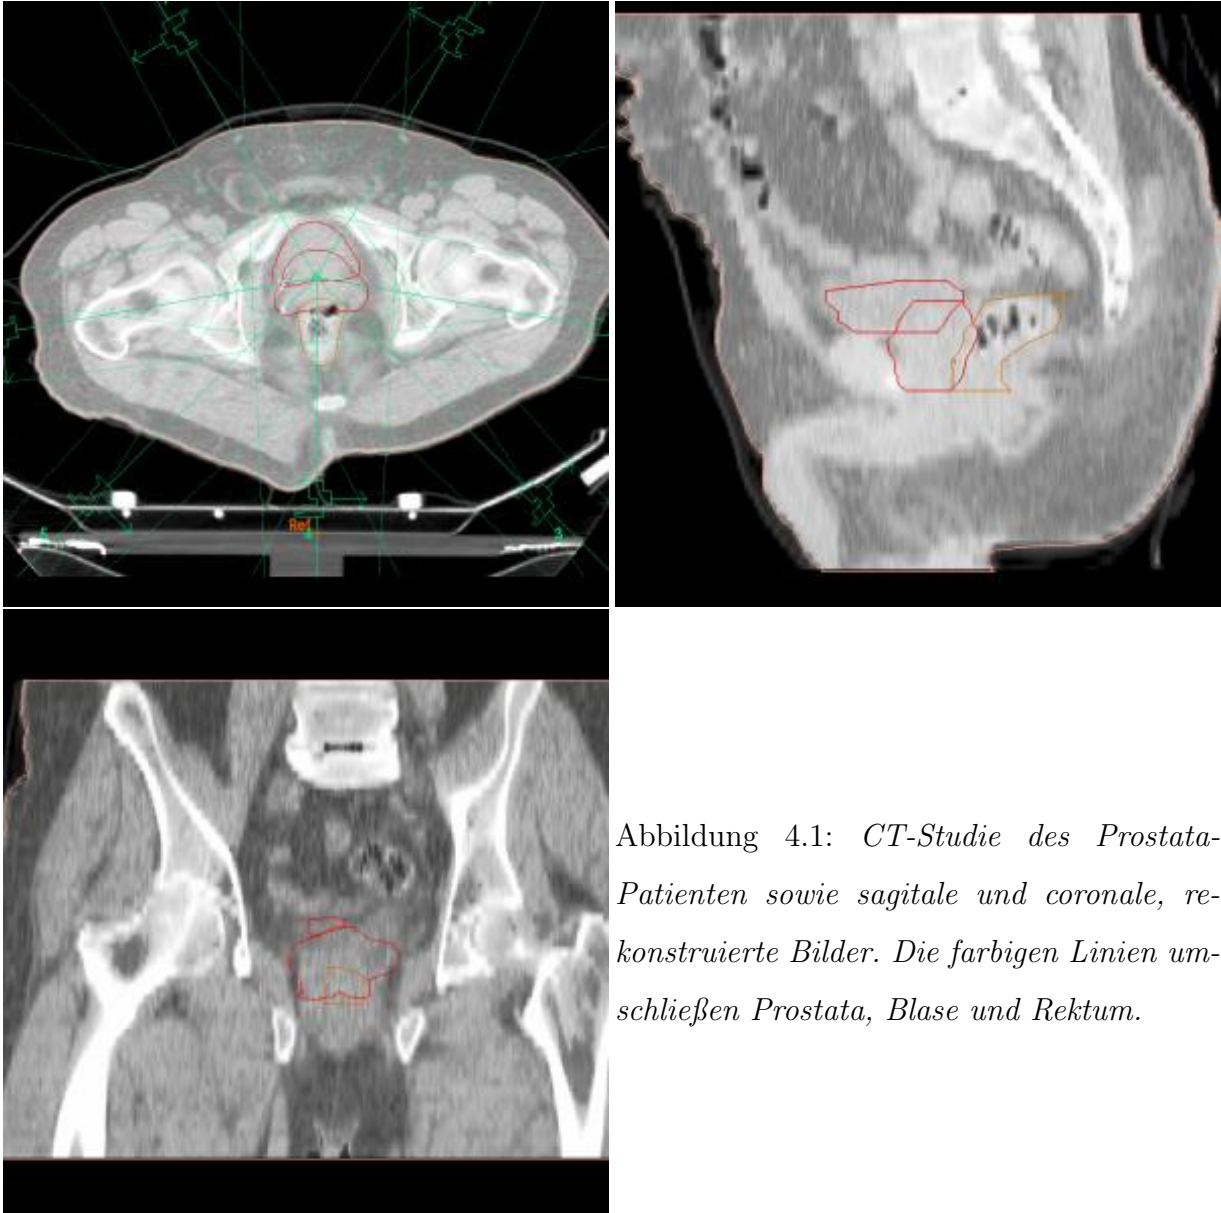 Ref
Abbildung 4.1: CT-Studie des Prostata-
Patienten sowie sagitale und coronale, re-
konstruierte Bilder. Die farbigen Linien um-
schließen Prostata, Blase und Rektum.